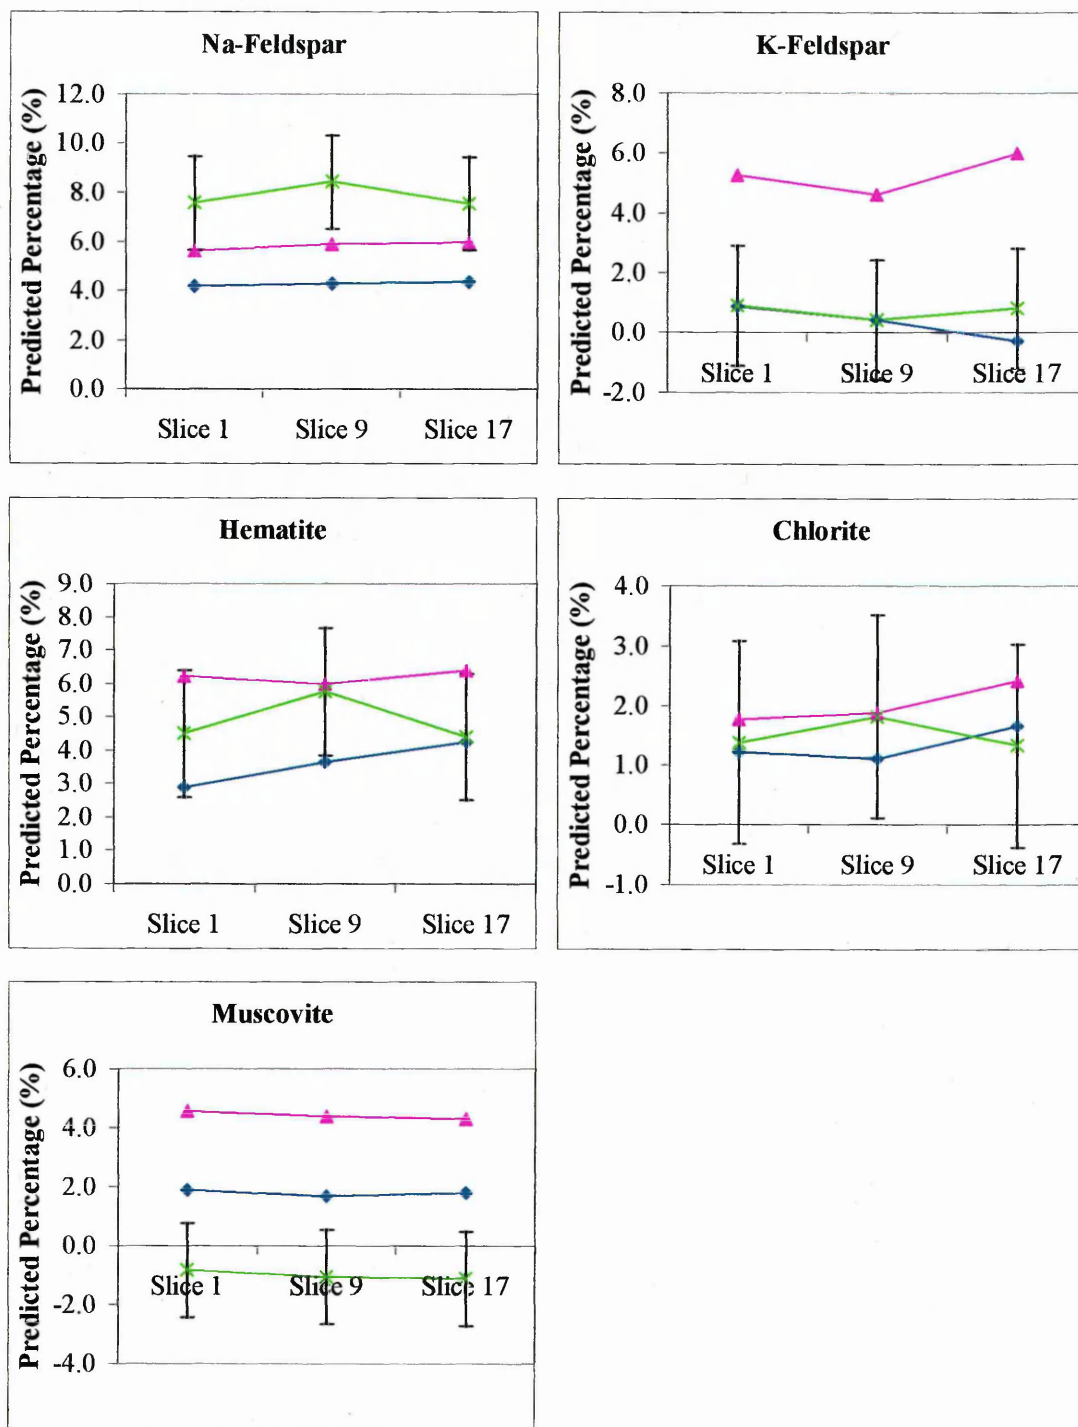 Na-Feldspar
Predicted Percentage (%)
12.0
10.0
8.0
6.0
4.0
2.0
0.0
Slice 1 Slice 9 Slice 17
K-Feldspar
Predicted Percentage (%)
8.0
6.0
4.0
2.0
0.0
-2.0
Slice 1 Slice 9 Slice 17
Hematite
Predicted Percentage (%)
9.0
8.0
7.0
6.0
5.0
4.0
3.0
2.0
1.0
0.0
Slice 1 Slice 9 Slice 17
Chlorite
Predicted Percentage (%)
4.0
3.0
2.0
1.0
0.0
-1.0
Slice 1 Slice 9 Slice 17
Muscovite
Predicted Percentage (%)
6.0
4.0
2.0
0.0
-2.0
-4.0
Slice 1 Slice 9 Slice 17